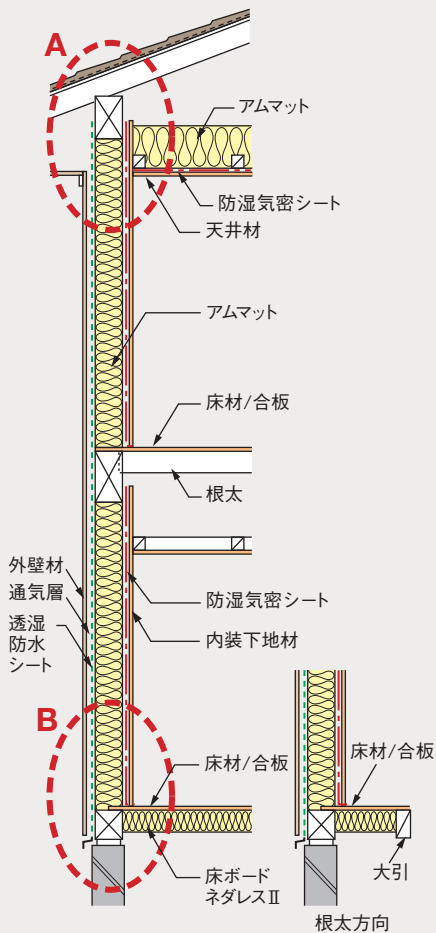 A
アムマット
防湿気密シート
天井材
アムマット
床材/合板
根太
外壁材
通気層
透湿
防水
シート
防湿気密シート
内装下地材
B
床材/合板
床ボード
ネダレスⅡ
床材/合板
大引
根太方向